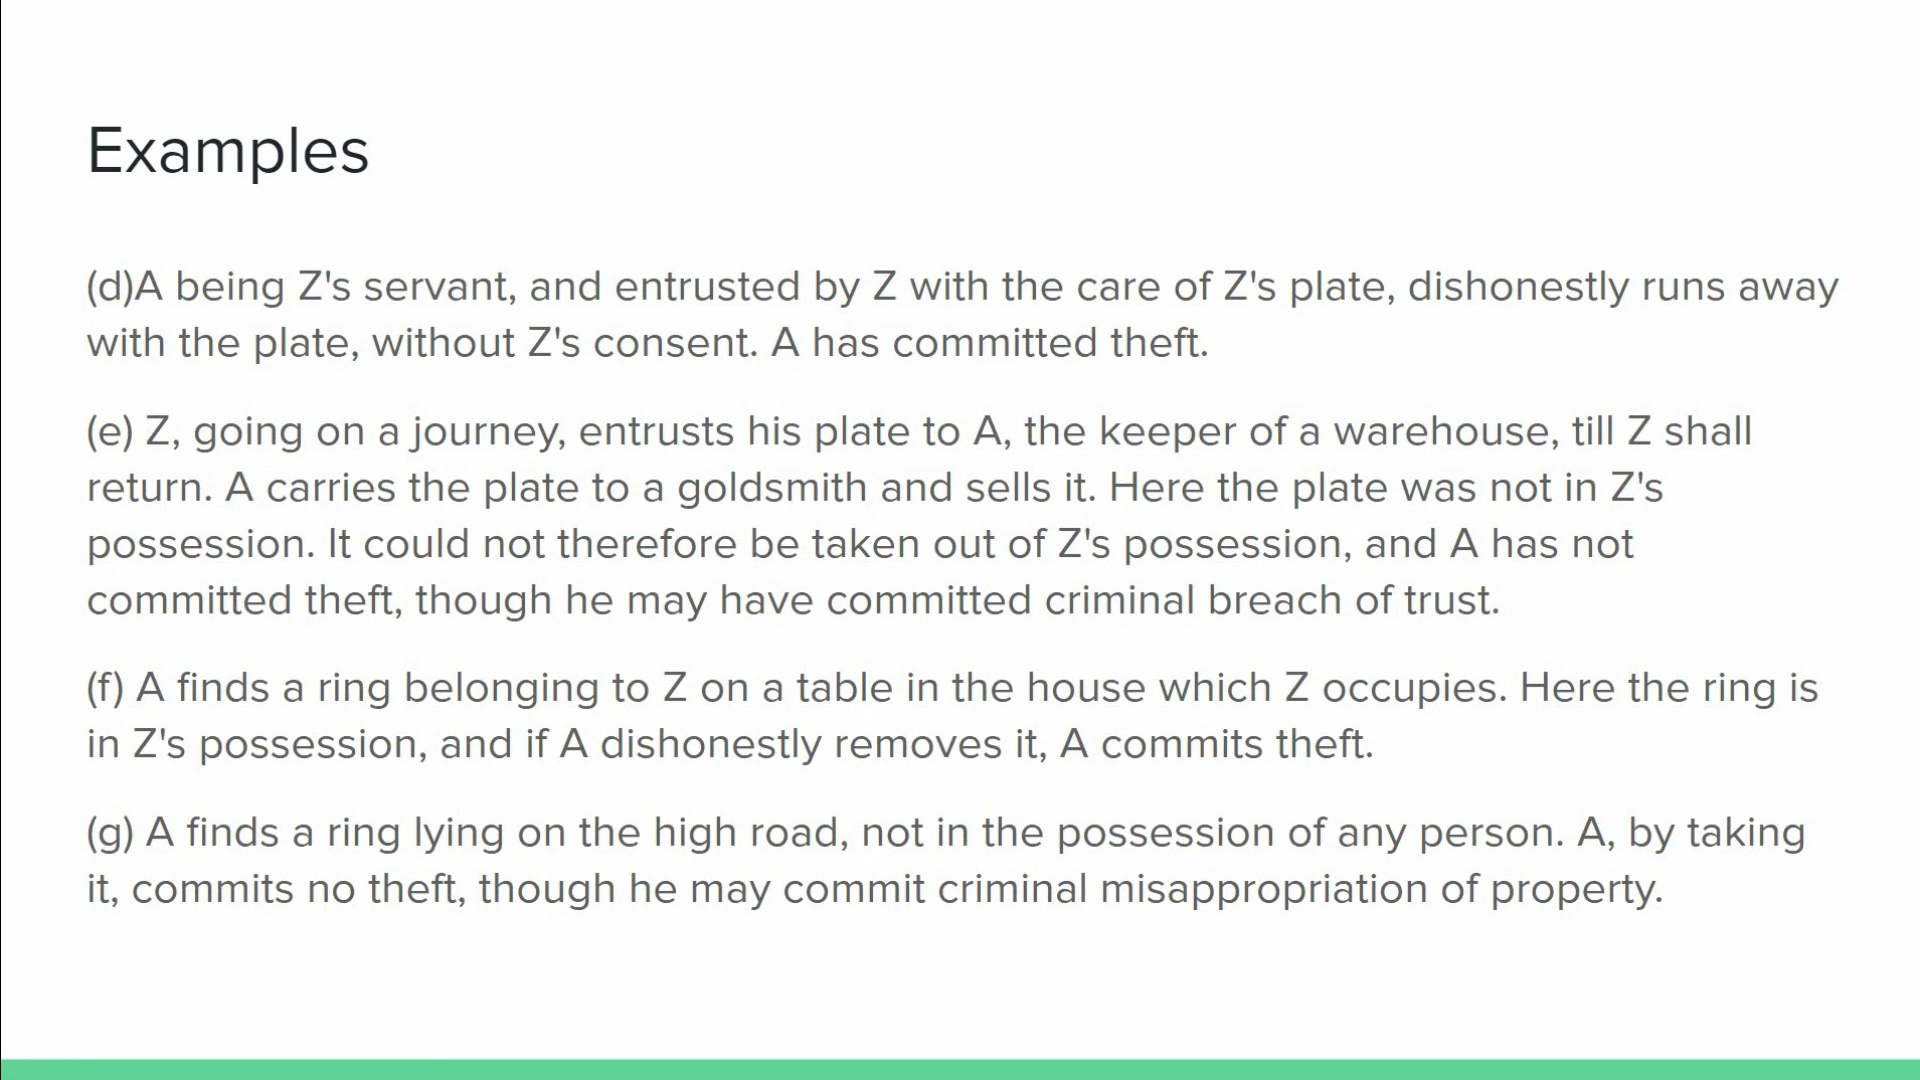 Examples
(d)A being Z's servant, and entrusted by Z with the care of Z's plate, dishonestly runs away
with the plate, without Z's consent. A has committed theft.
(e) Z, going on a journey, entrusts his plate to A, the keeper of a warehouse, till Z shall
return. A carries the plate to a goldsmith and sells it. Here the plate was not in Z's
possession. It could not therefore be taken out of Z's possession, and A has not
committed theft, though he may have committed criminal breach of trust.
(f) A finds a ring belonging to Z on a table in the house which Z occupies. Here the ring is
in Z's possession, and if A dishonestly removes it, A commits theft.
(g) A finds a ring lying on the high road, not in the possession of any person. A, by taking
it, commits no theft, though he may commit criminal misappropriation of property.